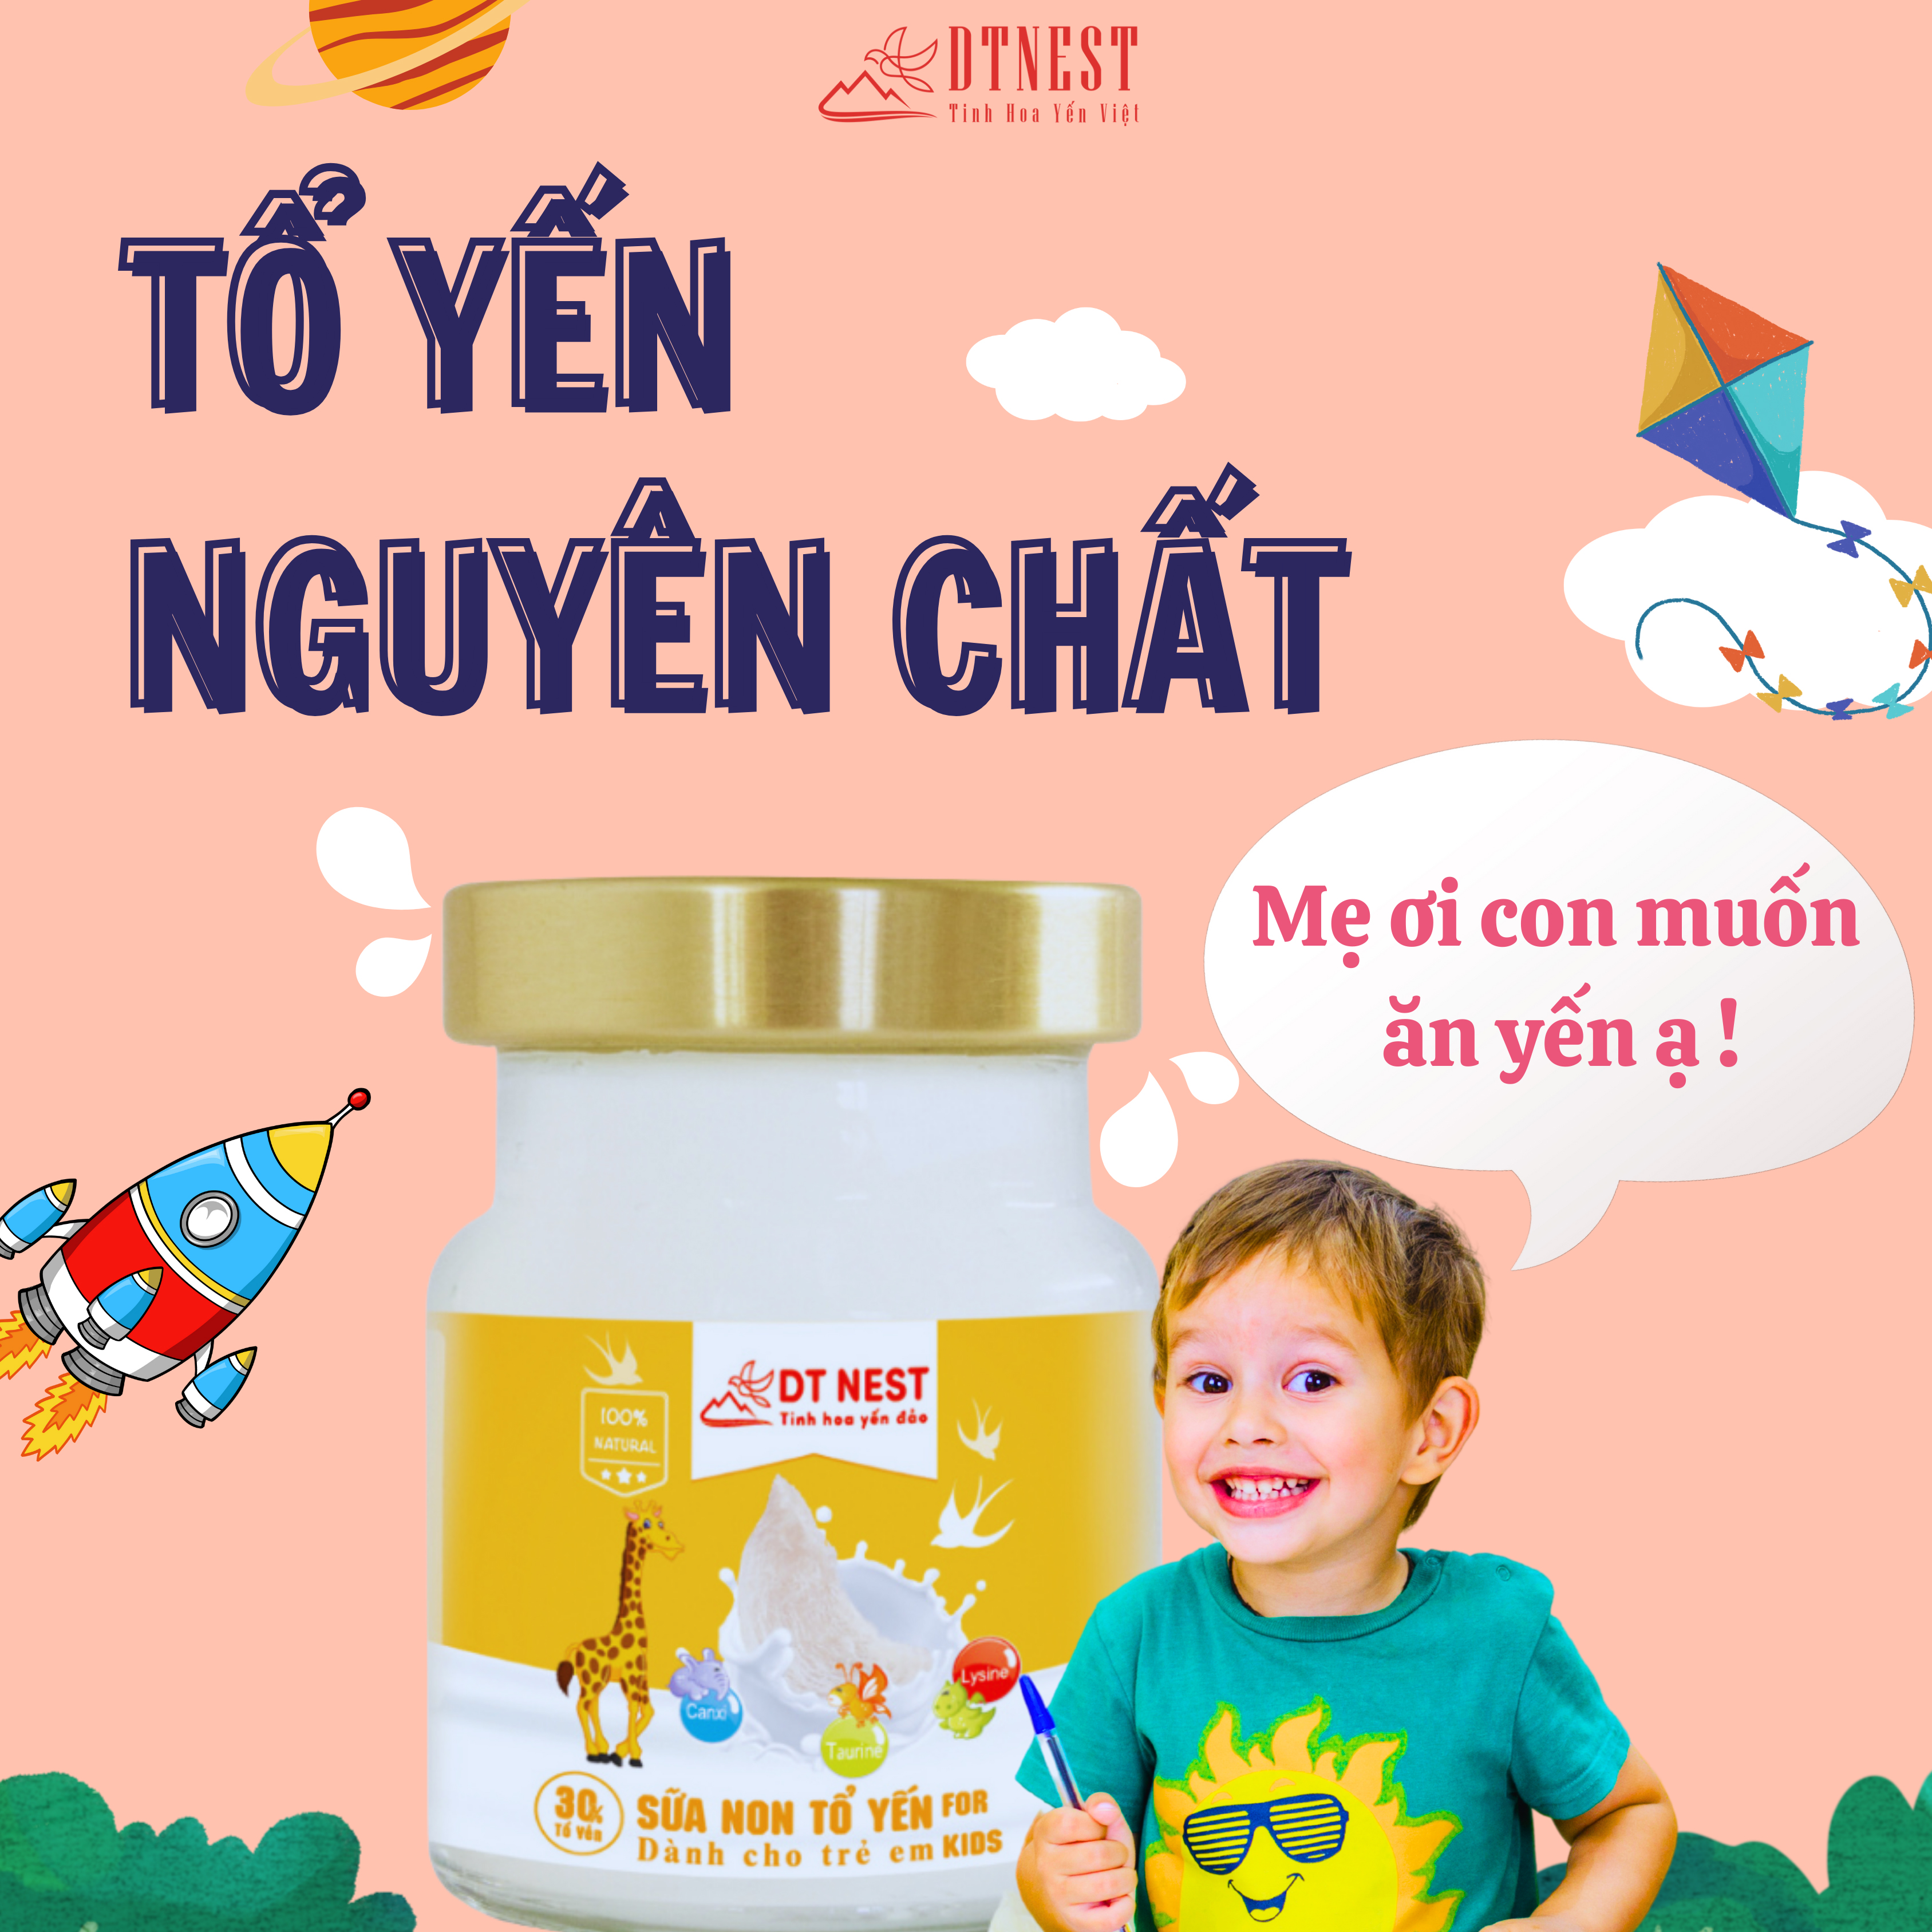 DTNEST
Tinh Hoa Yến Việt
TỔ YẾN
NGUYÊN CHẤT
Mẹ ơi con muốn
ăn yến ạ !
100%
NATURAL
DT NEST
Tinh hoa yến đảo
Lysine
Canxi
Taurine
30%
Tổ Yến
SỮA NON TỔ YẾN FOR
Dành cho trẻ em KIDS